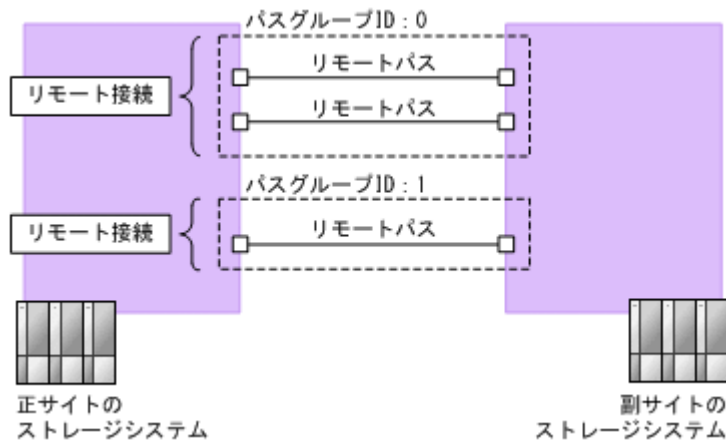 パスグループID：0
リモートパス
リモート接続
リモートパス
パスグループID：1
リモート接続
リモートパス
正サイトの
ストレージシステム
副サイトの
ストレージシステム